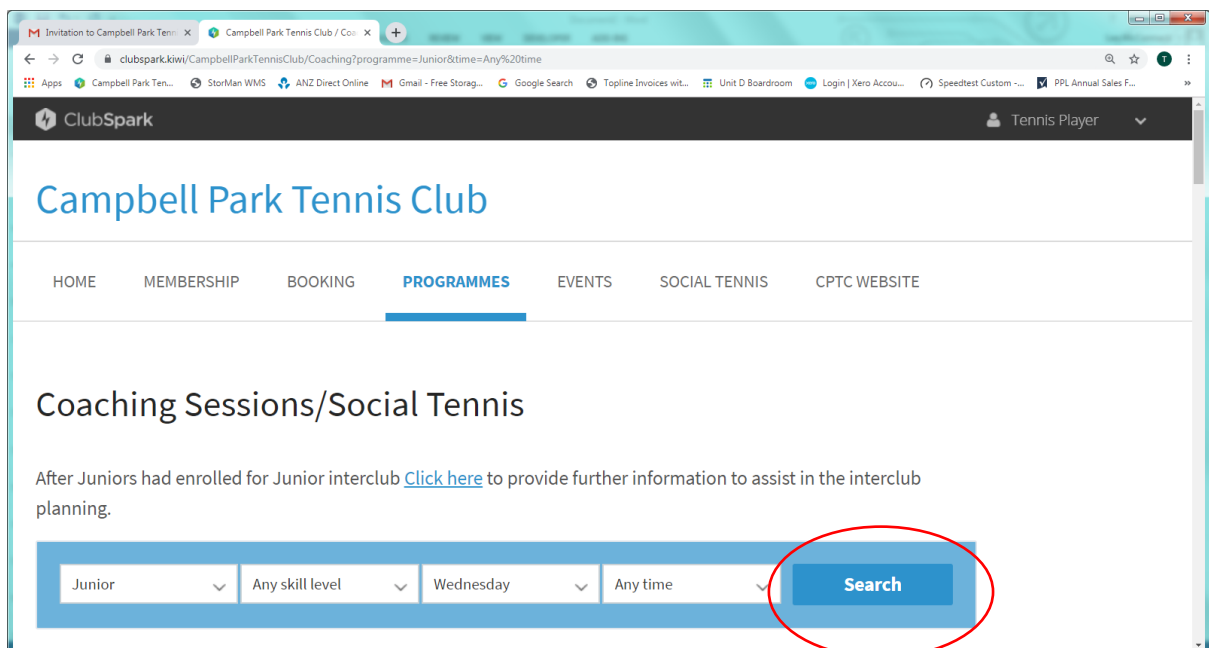 Invitation to Campbell Park Tenn
Campbell Park Tennis Club / Coa
clubspark.kiwi/CampbellParkTennisClub/Coaching?programme=Junior&time=Any%20time
T
Apps Campbell Park Ten... StorMan WMS ANZ Direct Online Gmail - Free Storag... Google Search Topline Invoices wit... Unit D Boardroom Login | Xero Accou... Speedtest Custom -... PPL Annual Sales F... »
ClubSpark Tennis Player
Campbell Park Tennis Club
HOME MEMBERSHIP BOOKING PROGRAMMES EVENTS SOCIAL TENNIS CPTC WEBSITE
Coaching Sessions/Social Tennis
After Juniors had enrolled for Junior interclub Click here to provide further information to assist in the interclub
planning.
Junior Any skill level Wednesday Any time Search